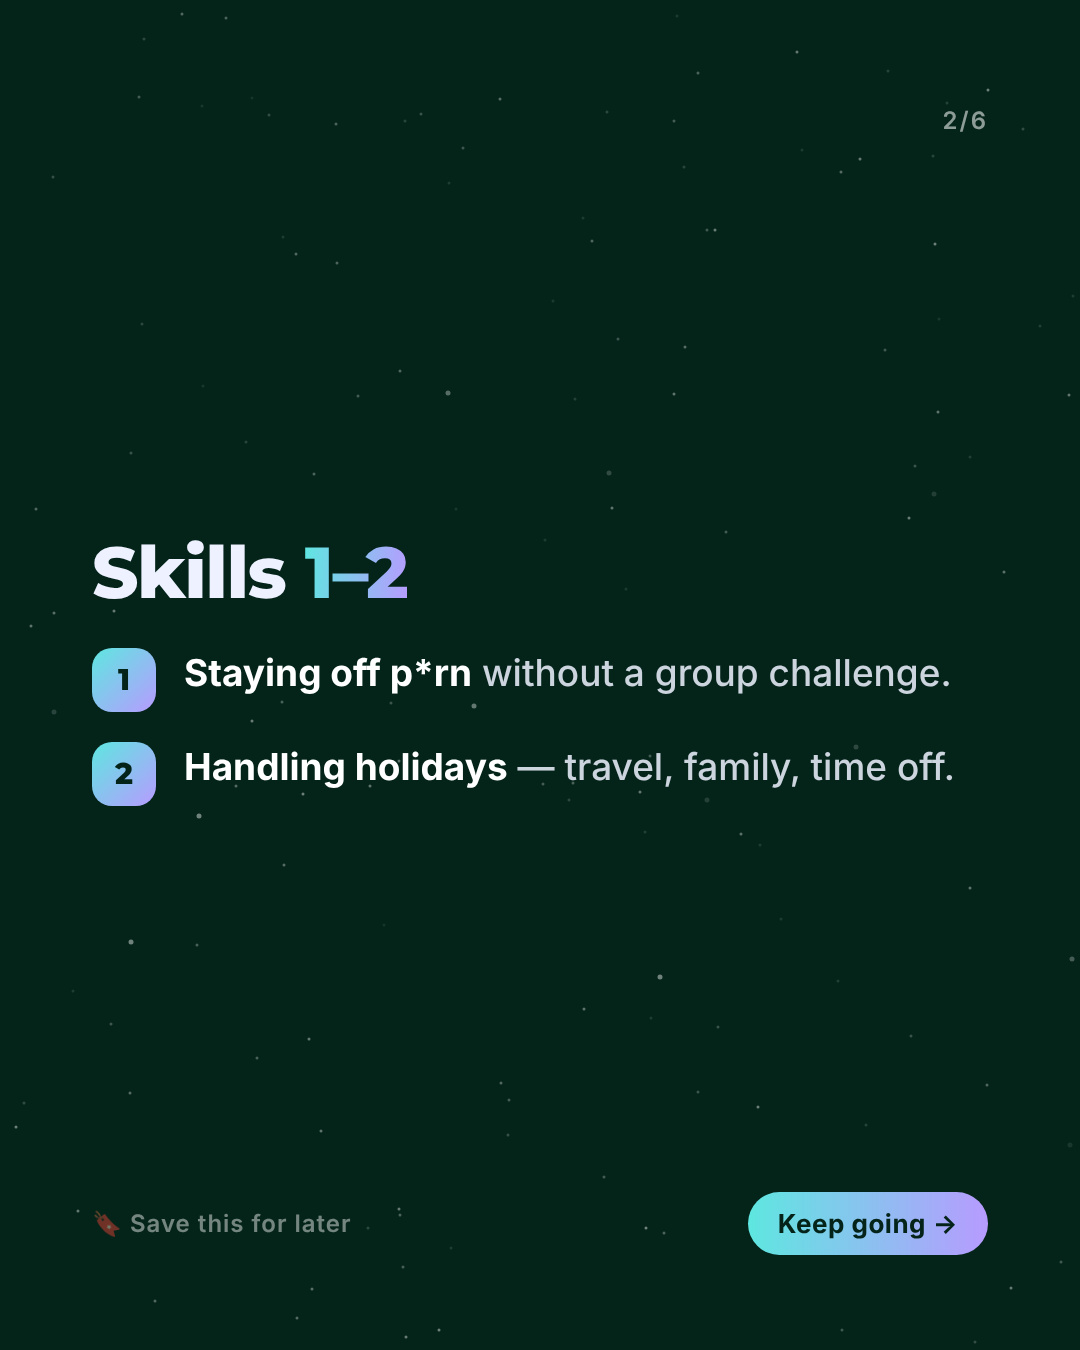 2/6
Skills 1–2
1 Staying off p*rn without a group challenge.
2 Handling holidays — travel, family, time off.
🔖 Save this for later
Keep going →